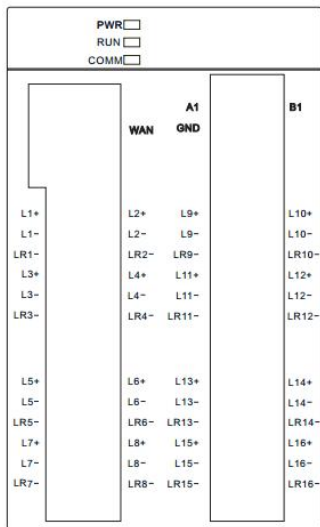 PWR
RUN
COMM
A1 B1
WAN GND
L1+ L2+ L9+ L10+
L1- L2- L9- L10-
LR1- LR2- LR9- LR10-
L3+ L4+ L11+ L12+
L3- L4- L11- L12-
LR3- LR4- LR11- LR12-
L5+ L6+ L13+ L14+
L5- L6- L13- L14-
LR5- LR6- LR13- LR14-
L7+ L8+ L15+ L16+
L7- L8- L15- L16-
LR7- LR8- LR15- LR16-